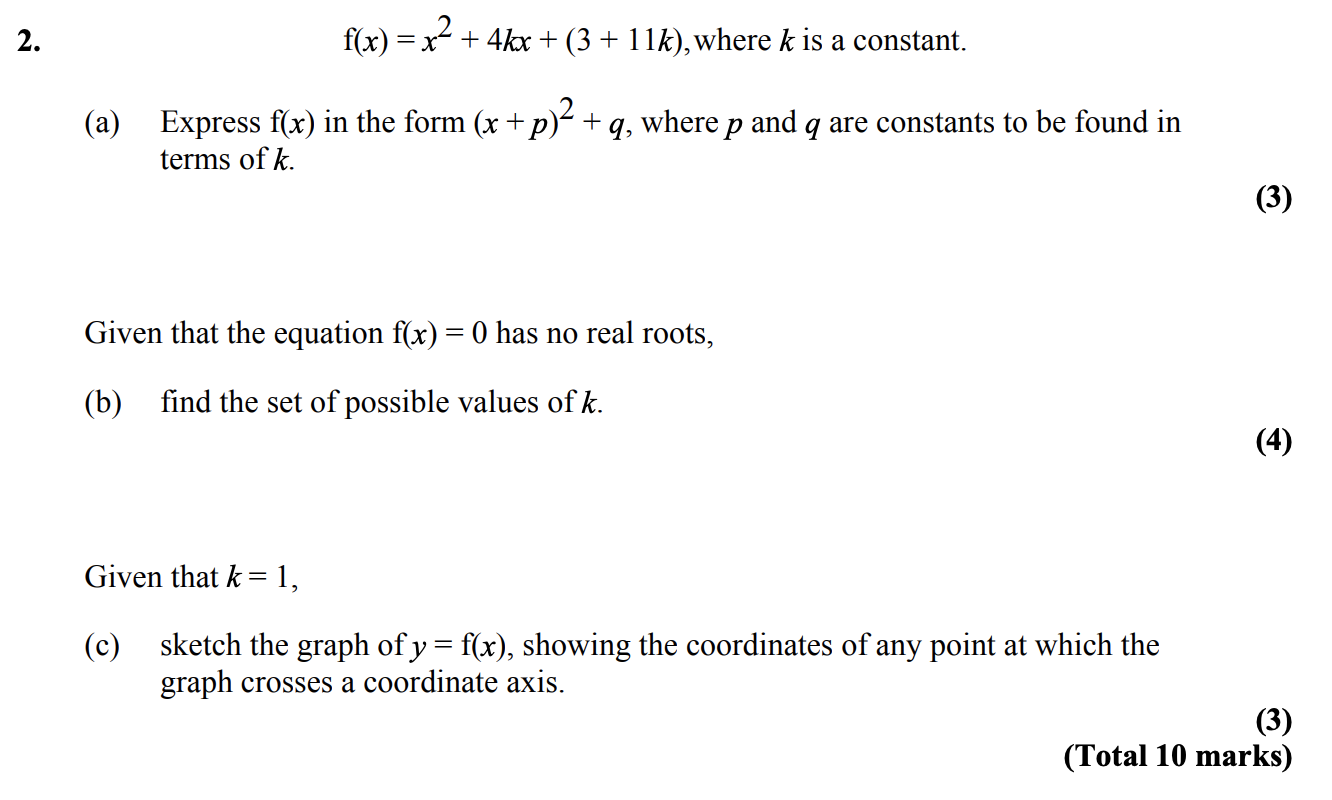 2. f(x) = x² + 4kx + (3 + 11k), where k is a constant.
(a) Express f(x) in the form (x + p)² + q, where p and q are constants to be found in
terms of k.
(3)
Given that the equation f(x) = 0 has no real roots,
(b) find the set of possible values of k.
(4)
Given that k = 1,
(c) sketch the graph of y = f(x), showing the coordinates of any point at which the
graph crosses a coordinate axis.
(3)
(Total 10 marks)